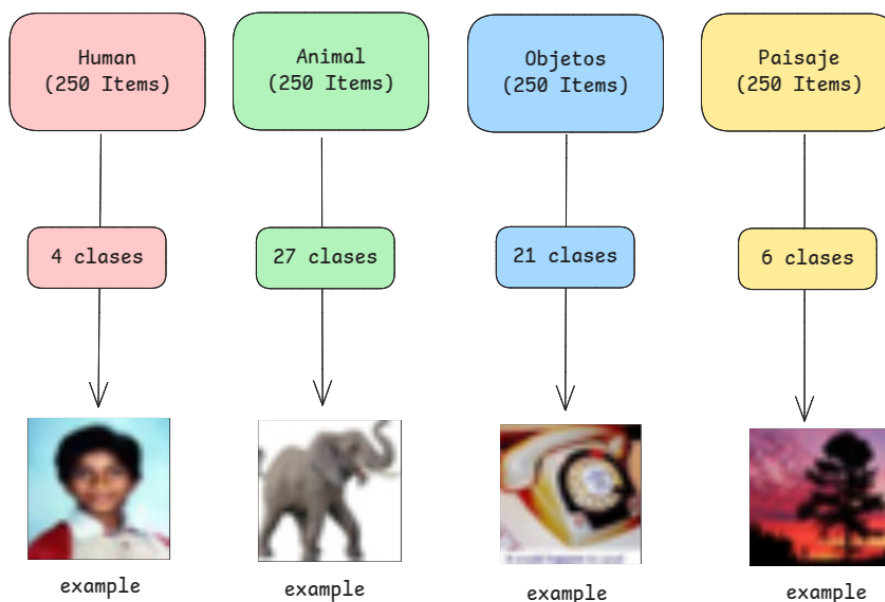 Human
(250 Items)
Animal
(250 Items)
Objetos
(250 Items)
Paisaje
(250 Items)
4 clases
27 clases
21 clases
6 clases
example
example
example
example